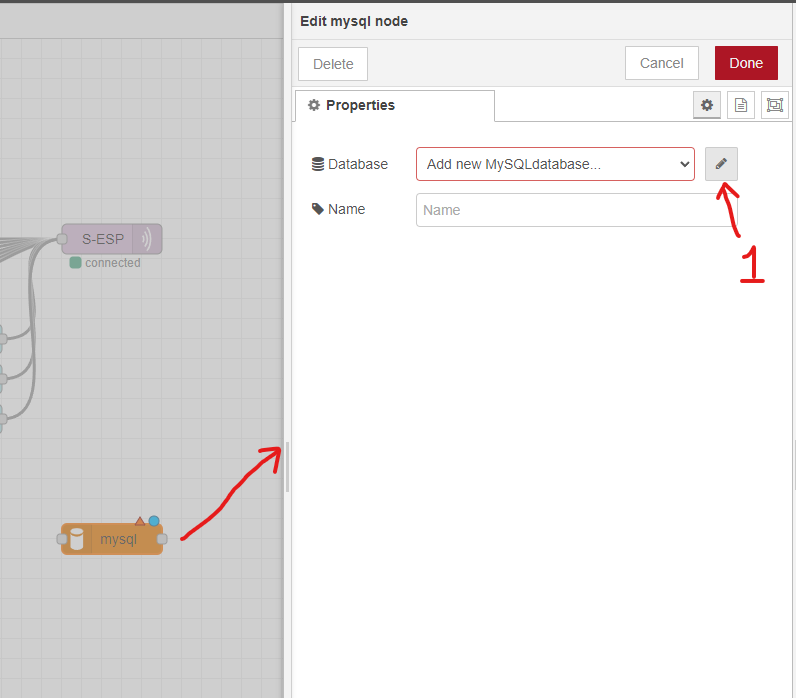 Edit mysql node
Delete
Cancel
Done
Properties
Database
Add new MySQLdatabase...
Name
Name
1
S-ESP
connected
mysql